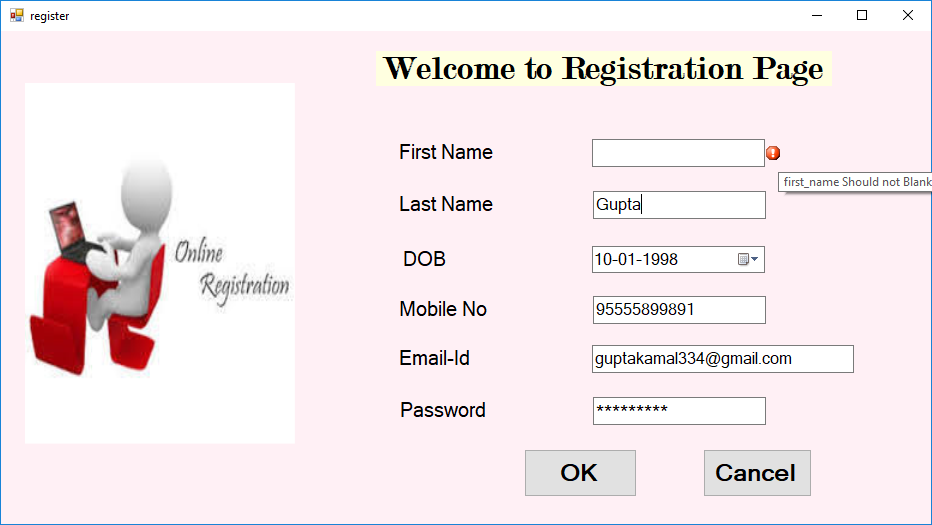 register
Welcome to Registration Page
First Name
first_name Should not Blank
Last Name Gupta
DOB 10-01-1998
Mobile No 95555899891
Email-Id guptakamal334@gmail.com
Password *********
OK Cancel
Online
Registration